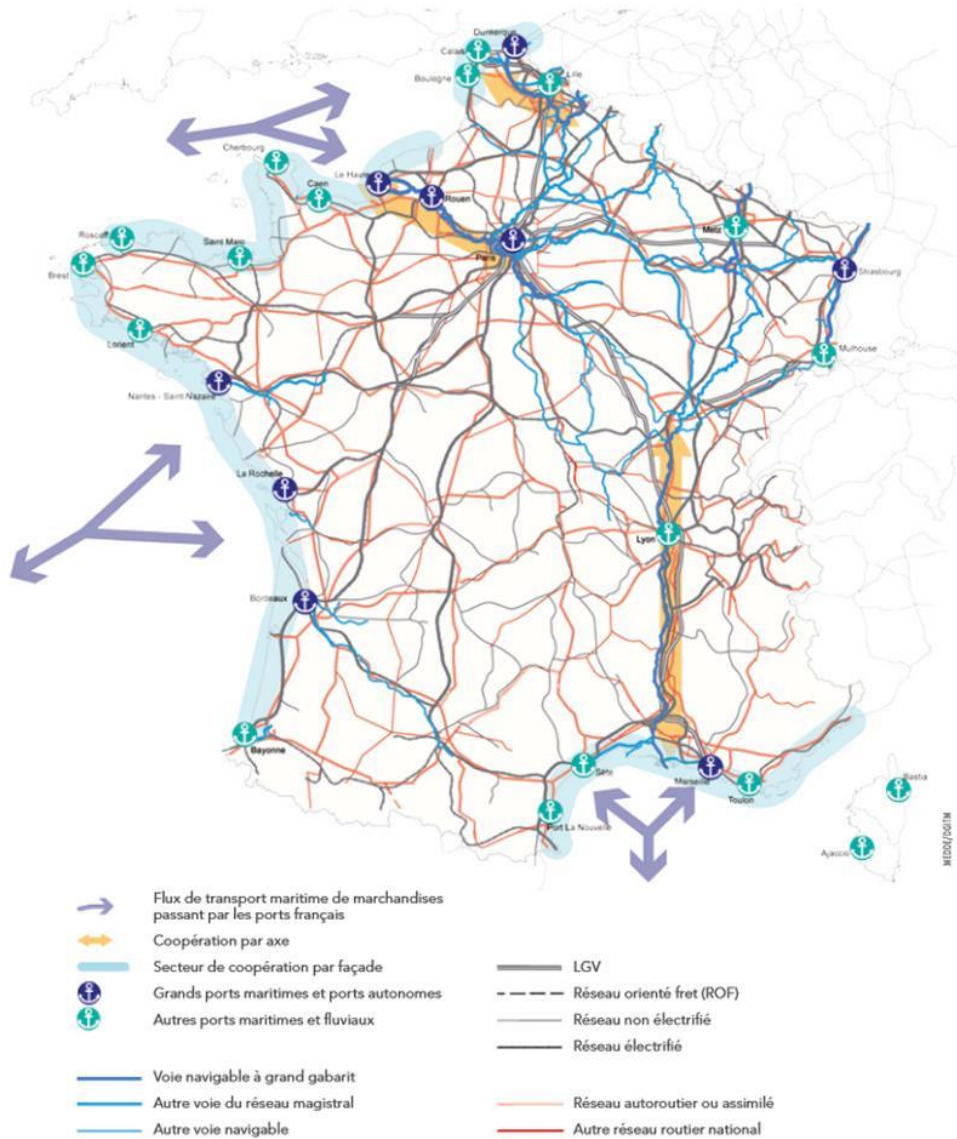 Dunkerque
Calais
Lille
Boulogne
Cherbourg
Le Havre
Caen
Rouen
Metz
Roscoff
Saint Malo
Paris
Strasbourg
Brest
Lorient
Mulhouse
Nantes - Saint-Nazaire
La Rochelle
Lyon
Bordeaux
Bayonne
Sète
Marseille
Toulon
Bastia
Port La Nouvelle
Ajaccio
Flux de transport maritime de marchandises
passant par les ports français
Coopération par axe
Secteur de coopération par façade
Grands ports maritimes et ports autonomes
Autres ports maritimes et fluviaux
Voie navigable à grand gabarit
Autre voie du réseau magistral
Autre voie navigable
LGV
Réseau orienté fret (ROF)
Réseau non électrifié
Réseau électrifié
Réseau autoroutier ou assimilé
Autre réseau routier national